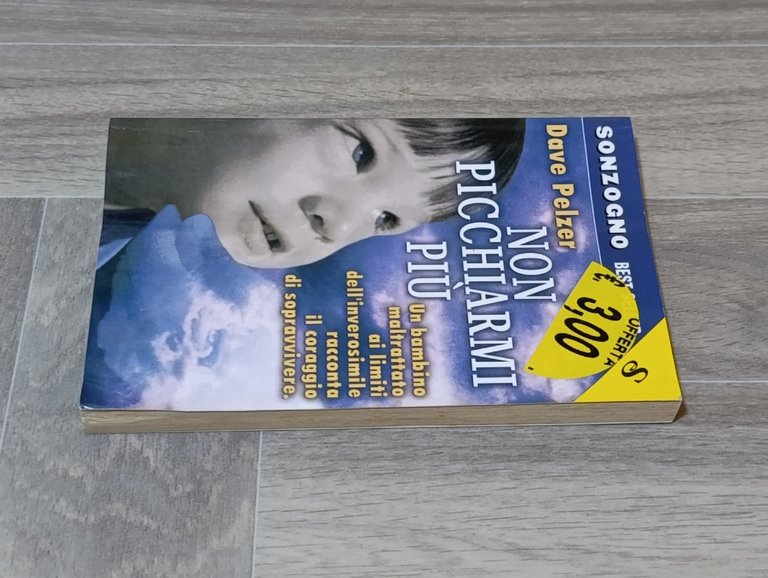 SONZOGNO BEST
S
OFFERTA
€ 3,00
Dave Pelzer
NON
PICCHIARMI
PIÙ
Un bambino
maltrattato
ai limiti
dell'inverosimile
racconta
il coraggio
di sopravvivere.